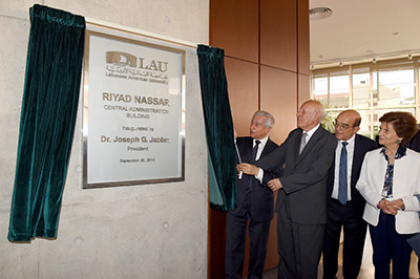 LAU
Lebanese American University
RIYAD NASSAR
CENTRAL ADMINISTRATION
BUILDING
Inaugurated by
Dr. Joseph G. Jabbra
President